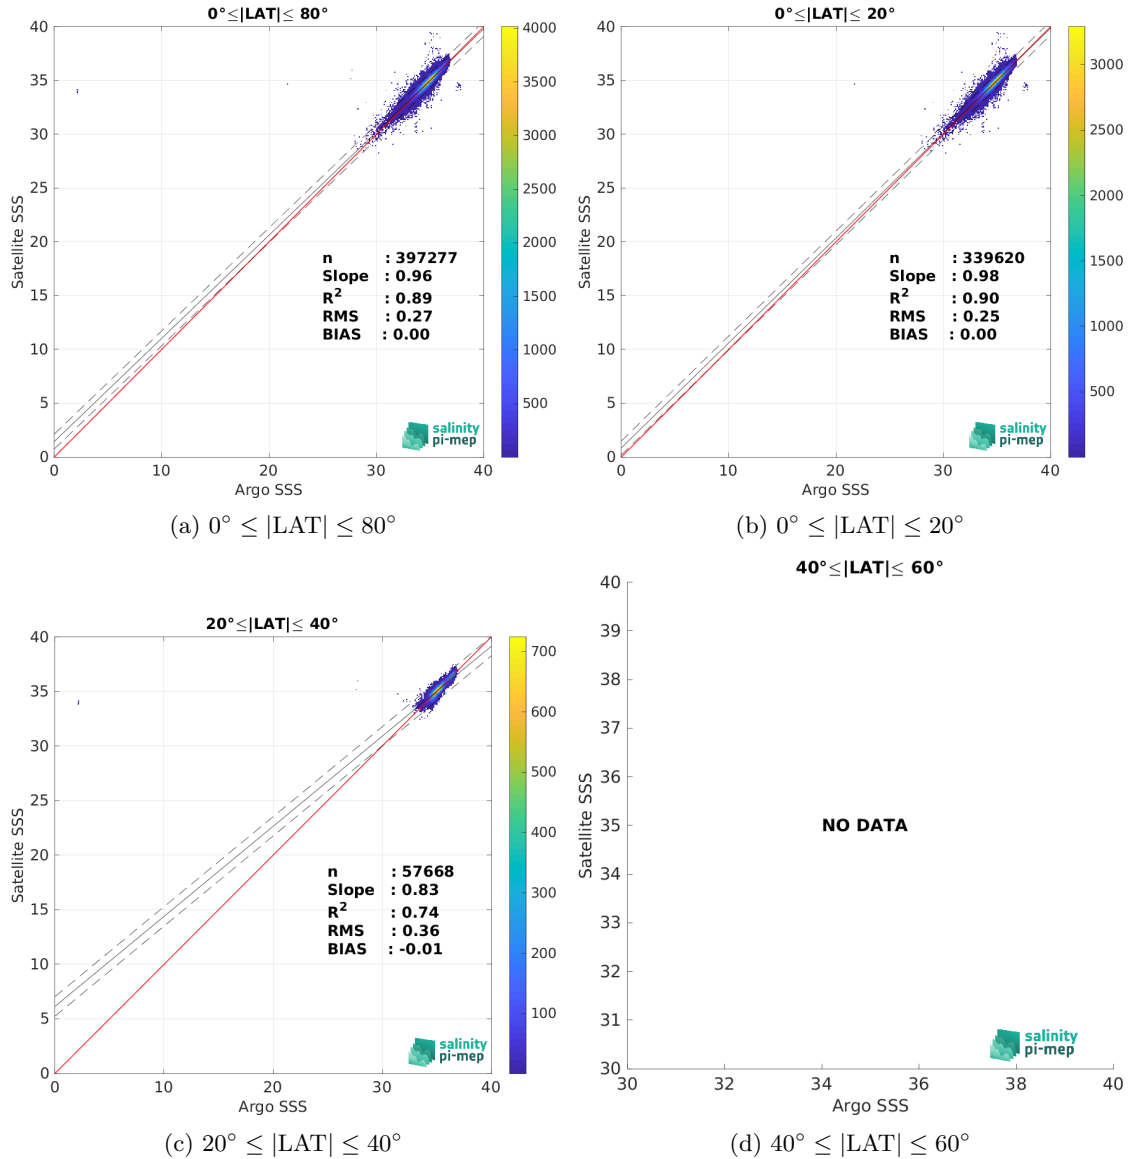 0°≤|LAT|≤ 80°
40
35
30
25
20
15
10
5
0
Satellite SSS
n : 397277
Slope : 0.96
R² : 0.89
RMS : 0.27
BIAS : 0.00
salinity
pi-mep
0 10 20 30 40
Argo SSS
4000
3500
3000
2500
2000
1500
1000
500
(a) 0° ≤ |LAT| ≤ 80°
0°≤|LAT|≤ 20°
40
35
30
25
20
15
10
5
0
Satellite SSS
n : 339620
Slope : 0.98
R² : 0.90
RMS : 0.25
BIAS : 0.00
salinity
pi-mep
0 10 20 30 40
Argo SSS
3000
2500
2000
1500
1000
500
(b) 0° ≤ |LAT| ≤ 20°
20°≤|LAT|≤ 40°
40
35
30
25
20
15
10
5
0
Satellite SSS
n : 57668
Slope : 0.83
R² : 0.74
RMS : 0.36
BIAS : -0.01
salinity
pi-mep
0 10 20 30 40
Argo SSS
700
600
500
400
300
200
100
(c) 20° ≤ |LAT| ≤ 40°
40°≤|LAT|≤ 60°
40
39
38
37
36
35
34
33
32
31
30
Satellite SSS
NO DATA
salinity
pi-mep
30 32 34 36 38 40
Argo SSS
(d) 40° ≤ |LAT| ≤ 60°